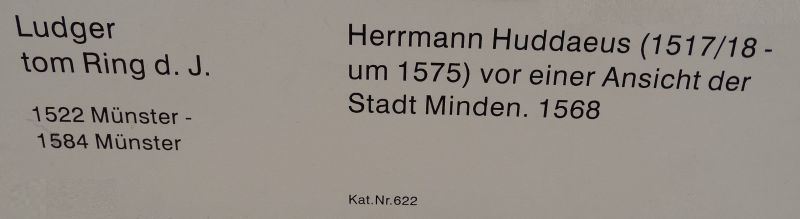 Ludger
tom Ring d. J.
1522 Münster -
1584 Münster
Herrmann Huddaeus (1517/18 -
um 1575) vor einer Ansicht der
Stadt Minden. 1568
Kat.Nr.622